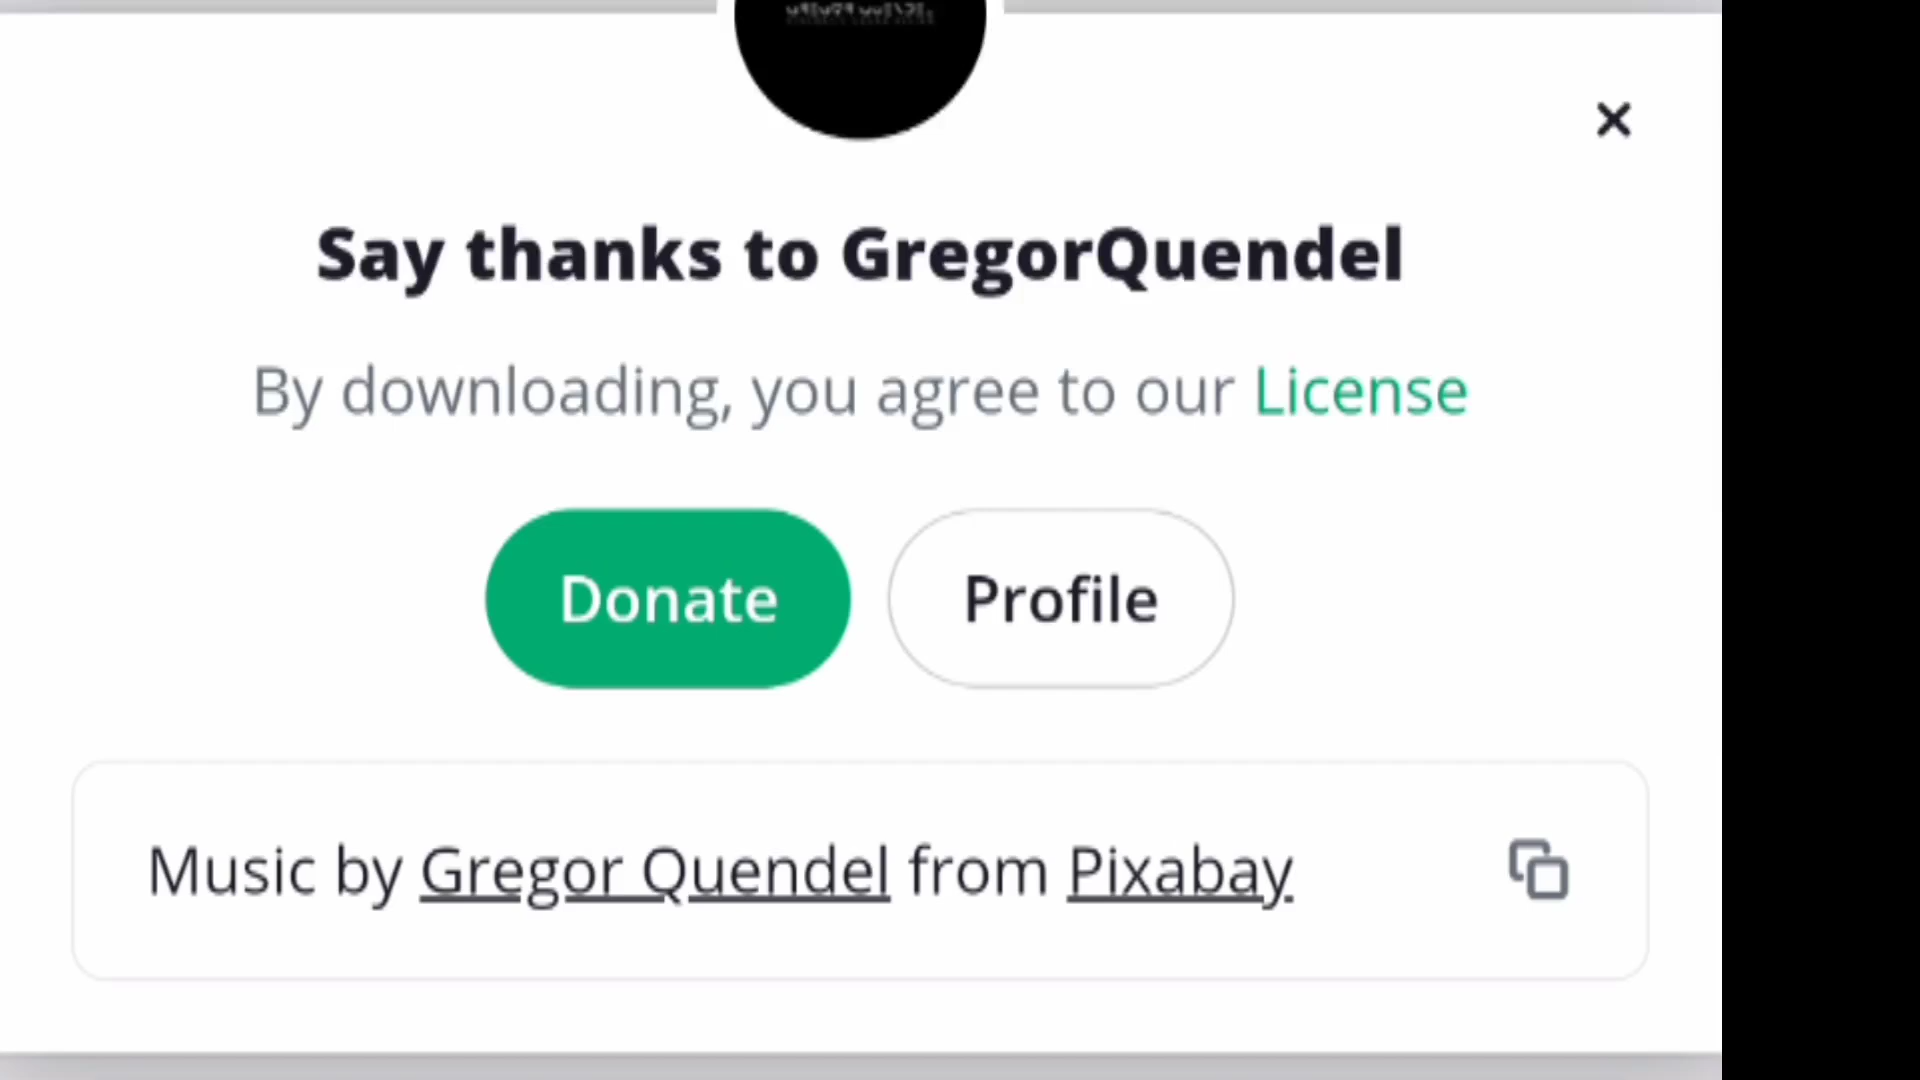 Say thanks to GregorQuendel
By downloading, you agree to our License
Donate
Profile
Music by Gregor Quendel from Pixabay